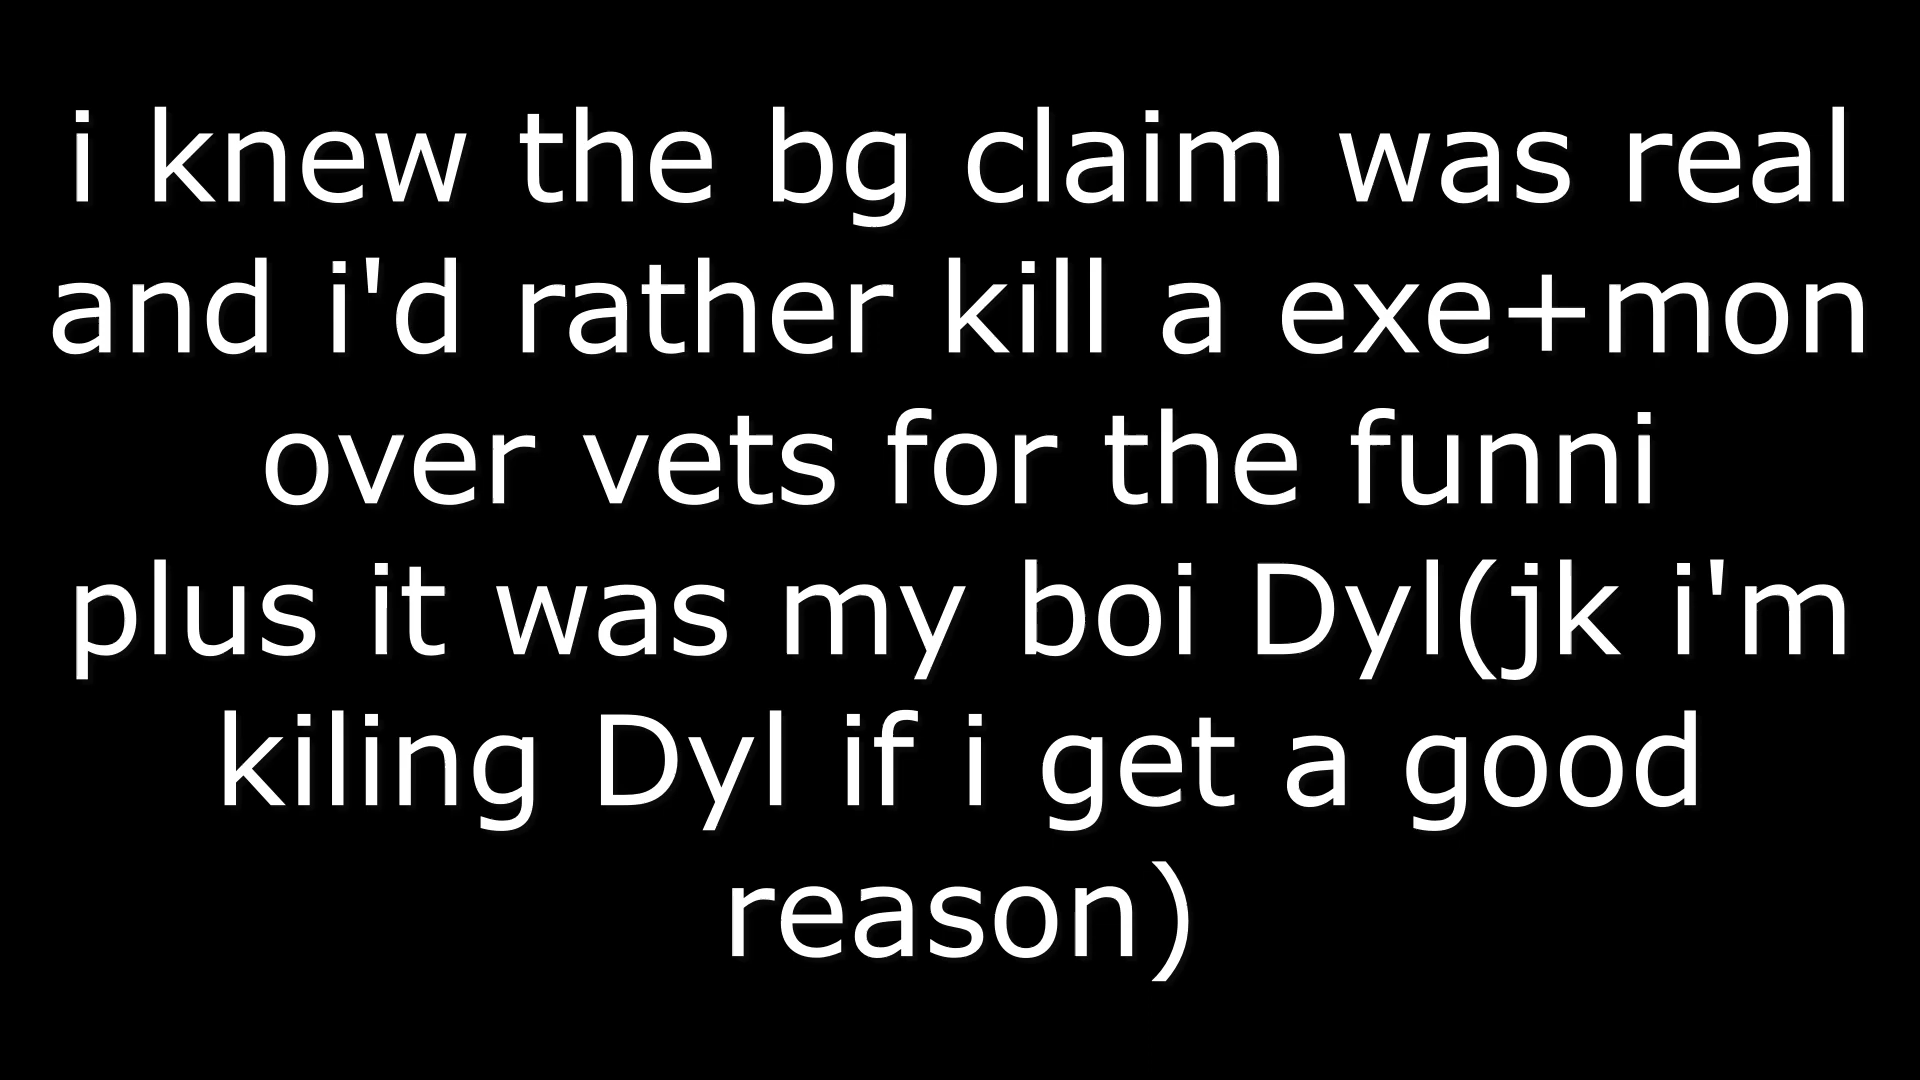 i knew the bg claim was real
and i'd rather kill a exe+mon
over vets for the funni
plus it was my boi Dyl(jk i'm
kiling Dyl if i get a good
reason)